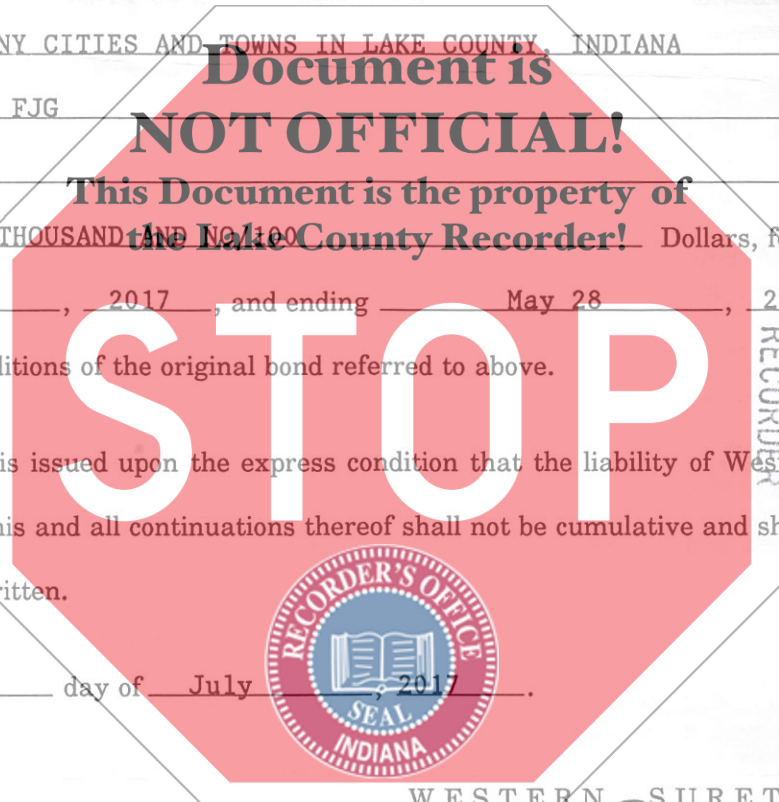 NY CITIES AND TOWNS IN LAKE COUNTY, INDIANA
Document is
FJG
NOT OFFICIAL!
This Document is the property of
the Lake County Recorder!
THOUSAND AND NO/100 Dollars, f
, 2017 , and ending May 28 , 2
STOP
RECORDER
ditions of the original bond referred to above.
is issued upon the express condition that the liability of Wes
his and all continuations thereof shall not be cumulative and sh
ritten.
RECORDER'S OFFICE
SEAL
INDIANA
day of July , 2017 .
WESTERN SURET